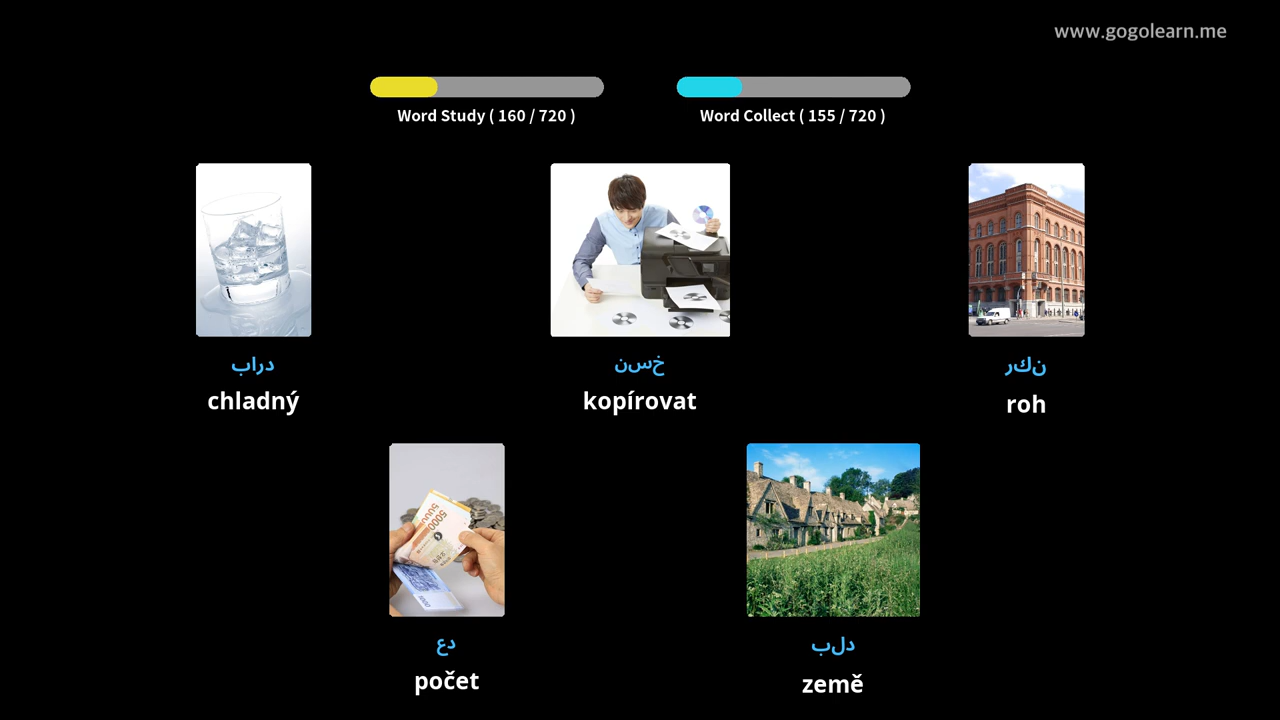 www.gogolearn.me
Word Study ( 160 / 720 )
Word Collect ( 155 / 720 )
دراب
chladný
خسن
kopírovat
نكر
roh
دع
počet
دلب
země